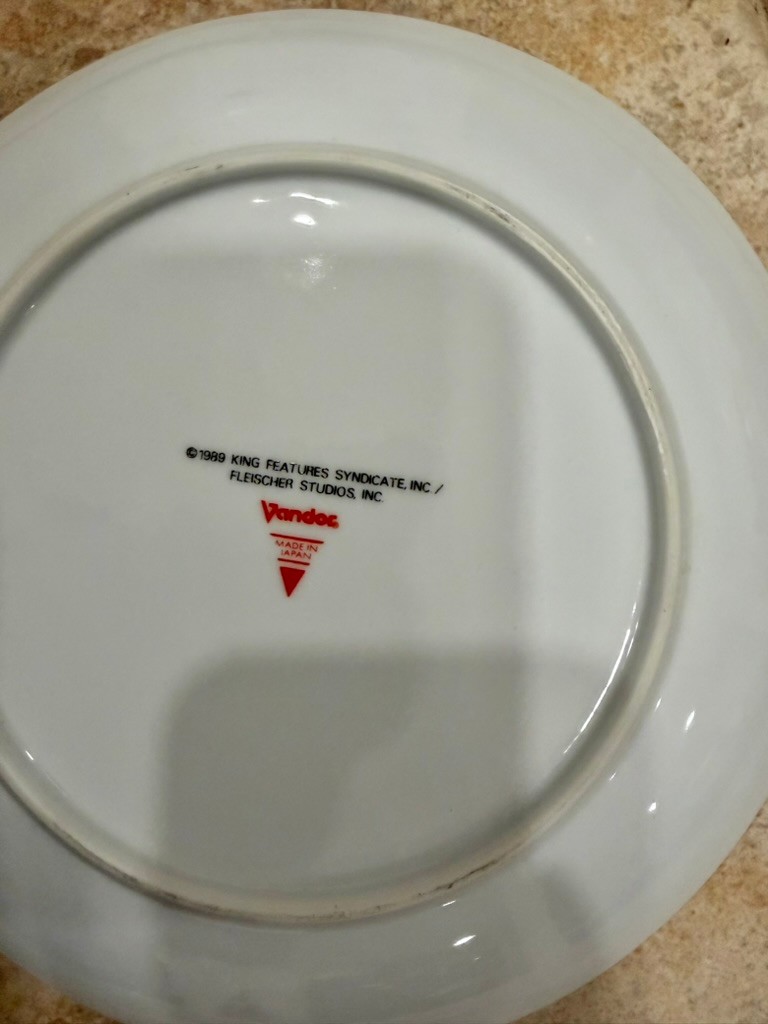 ©1989 KING FEATURES SYNDICATE, INC./
FLEISCHER STUDIOS, INC.
Vandor
MADE IN
JAPAN